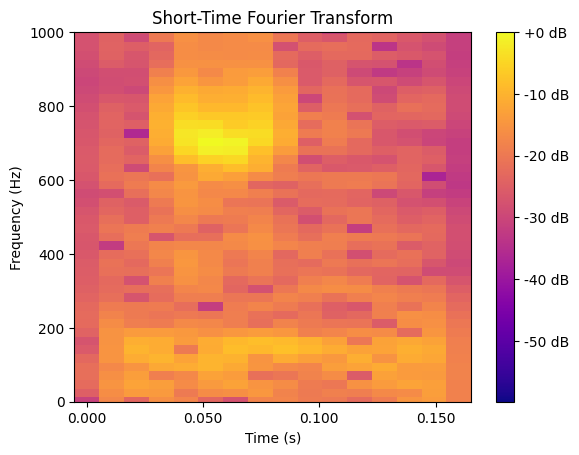 Short-Time Fourier Transform
1000
800
600
400
200
0
Frequency (Hz)
0.000
0.050
0.100
0.150
Time (s)
+0 dB
-10 dB
-20 dB
-30 dB
-40 dB
-50 dB